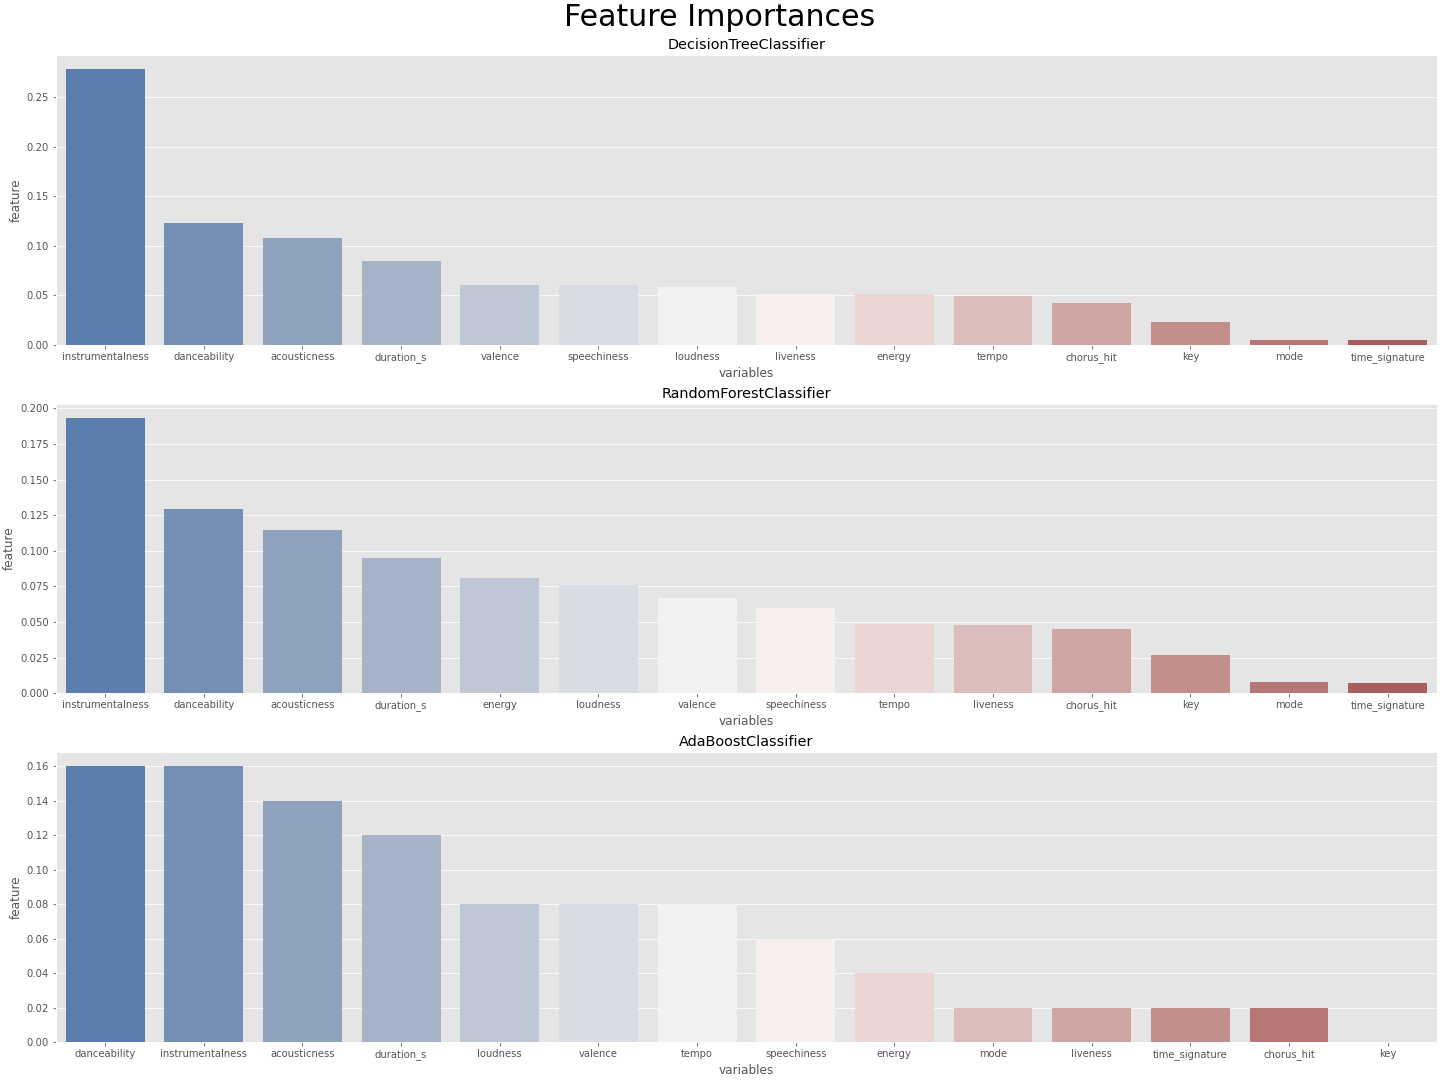 Feature Importances
DecisionTreeClassifier
feature
0.25
0.20
0.15
0.10
0.05
0.00
instrumentalness danceability acousticness duration_s valence speechiness loudness liveness energy tempo chorus_hit key mode time_signature
variables
RandomForestClassifier
feature
0.200
0.175
0.150
0.125
0.100
0.075
0.050
0.025
0.000
instrumentalness danceability acousticness duration_s energy loudness valence speechiness tempo liveness chorus_hit key mode time_signature
variables
AdaBoostClassifier
feature
0.16
0.14
0.12
0.10
0.08
0.06
0.04
0.02
0.00
danceability instrumentalness acousticness duration_s loudness valence tempo speechiness energy mode liveness time_signature chorus_hit key
variables